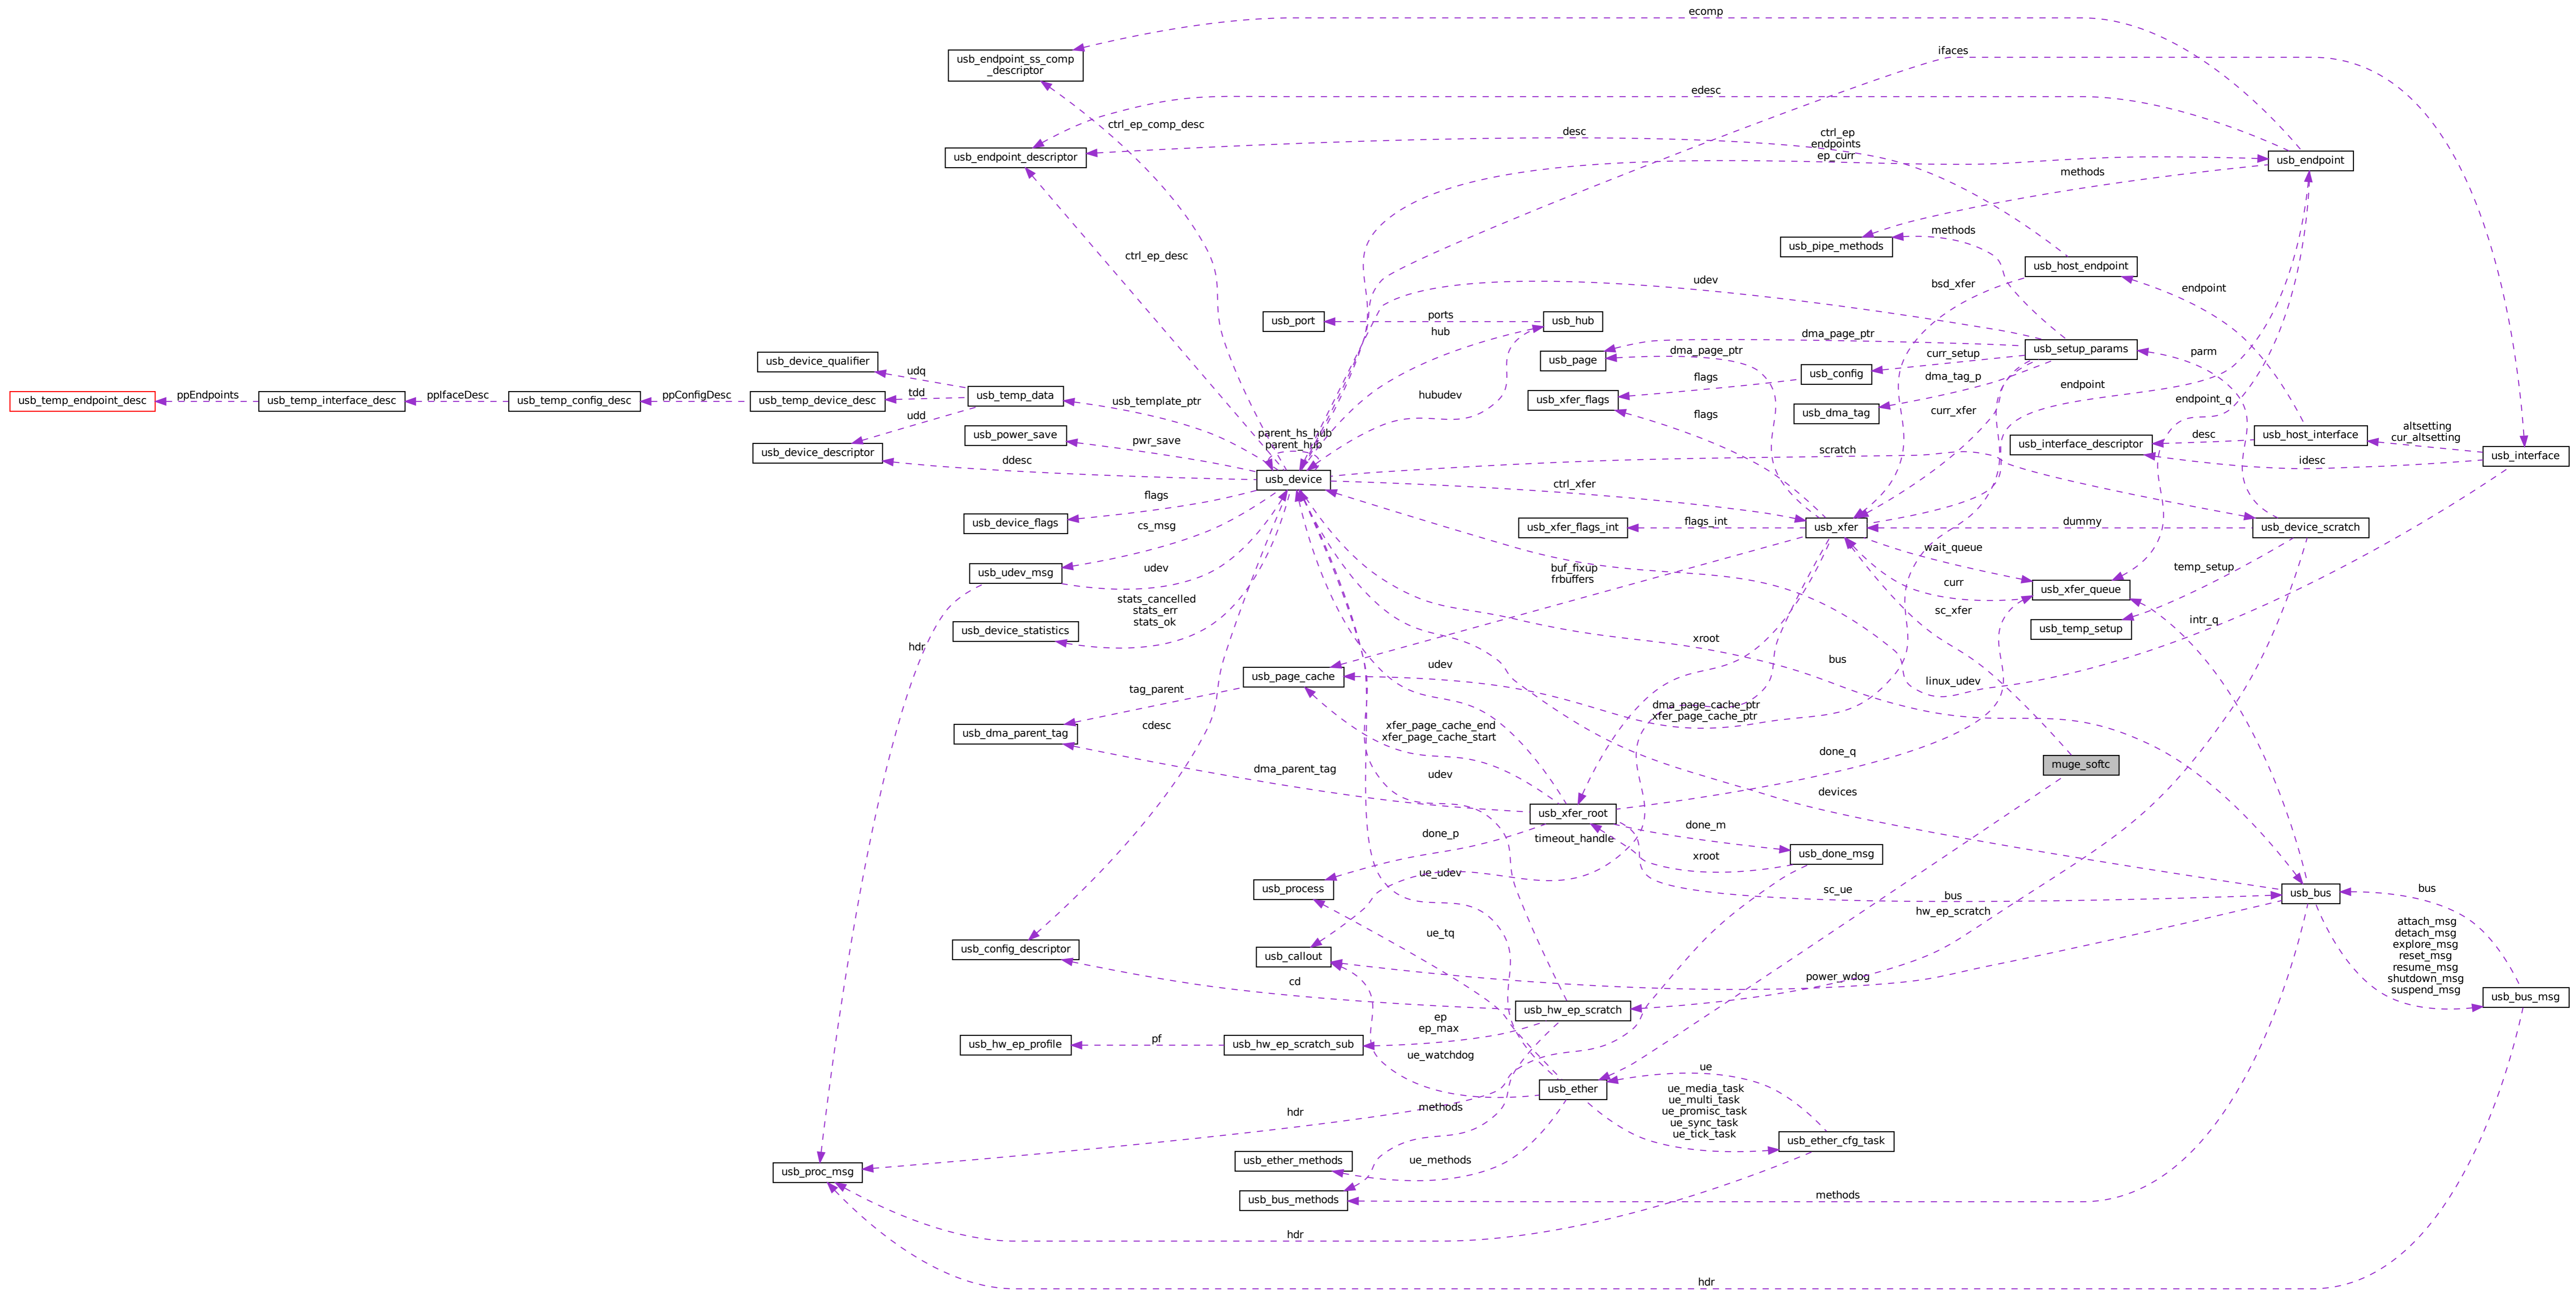 ecomp
ifaces
usb_endpoint_ss_comp
_descriptor
edesc
ctrl_ep_comp_desc
desc
ctrl_ep
endpoints
ep_curr
usb_endpoint_descriptor
usb_endpoint
methods
methods
usb_pipe_methods
ctrl_ep_desc
usb_host_endpoint
udev
bsd_xfer
endpoint
usb_port
ports
usb_hub
hub
dma_page_ptr
usb_setup_params
dma_page_ptr
usb_page
curr_setup
parm
usb_device_qualifier
udq
usb_config
flags
dma_tag_p
endpoint
usb_temp_endpoint_desc
ppEndpoints
usb_temp_interface_desc
ppIfaceDesc
usb_temp_config_desc
ppConfigDesc
usb_temp_device_desc
tdd
usb_temp_data
usb_template_ptr
hubudev
usb_xfer_flags
endpoint_q
udd
flags
usb_dma_tag
curr_xfer
altsetting
cur_altsetting
usb_power_save
pwr_save
parent_hs_hub
parent_hub
usb_interface_descriptor
desc
usb_host_interface
usb_device_descriptor
ddesc
scratch
idesc
usb_interface
usb_device
ctrl_xfer
flags
usb_device_flags
cs_msg
usb_xfer_flags_int
flags_int
usb_xfer
dummy
usb_device_scratch
wait_queue
usb_udev_msg
udev
buf_fixup
frbuffers
curr
temp_setup
usb_xfer_queue
stats_cancelled
stats_err
stats_ok
sc_xfer
intr_q
usb_device_statistics
usb_temp_setup
hdr
xroot
udev
bus
usb_page_cache
linux_udev
tag_parent
dma_page_cache_ptr
xfer_page_cache_ptr
cdesc
xfer_page_cache_end
xfer_page_cache_start
usb_dma_parent_tag
done_q
dma_parent_tag
udev
muge_softc
devices
usb_xfer_root
done_m
done_p
timeout_handle
xroot
usb_done_msg
ue_udev
usb_process
sc_ue
bus
usb_bus
bus
hw_ep_scratch
attach_msg
detach_msg
explore_msg
reset_msg
resume_msg
shutdown_msg
suspend_msg
ue_tq
usb_config_descriptor
usb_callout
cd
power_wdog
usb_bus_msg
usb_hw_ep_scratch
ep
ep_max
usb_hw_ep_profile
pf
usb_hw_ep_scratch_sub
ue_watchdog
ue
usb_ether
ue_media_task
ue_multi_task
ue_promisc_task
ue_sync_task
ue_tick_task
hdr
methods
usb_ether_cfg_task
usb_ether_methods
ue_methods
usb_proc_msg
usb_bus_methods
methods
hdr
hdr